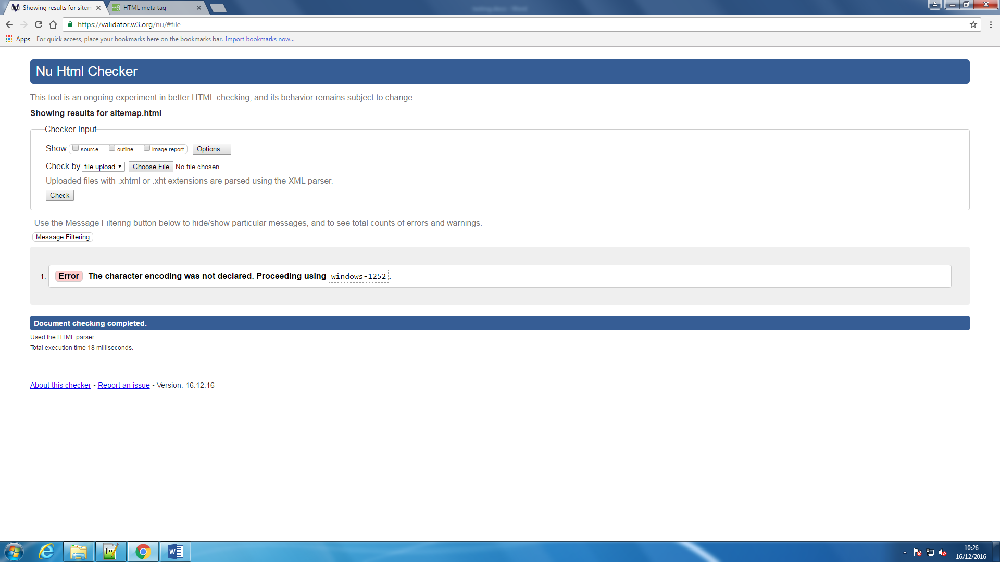 Showing results for sitem
HTML meta tag
https://validator.w3.org/nu/#file
Apps For quick access, place your bookmarks here on the bookmarks bar. Import bookmarks now...
Nu Html Checker
This tool is an ongoing experiment in better HTML checking, and its behavior remains subject to change
Showing results for sitemap.html
Checker Input
Show source outline image report Options...
Check by file upload Choose File No file chosen
Uploaded files with .xhtml or .xht extensions are parsed using the XML parser.
Check
Use the Message Filtering button below to hide/show particular messages, and to see total counts of errors and warnings.
Message Filtering
1. Error The character encoding was not declared. Proceeding using windows-1252.
Document checking completed.
Used the HTML parser.
Total execution time 18 milliseconds.
About this checker • Report an issue • Version: 16.12.16
10:26
16/12/2016